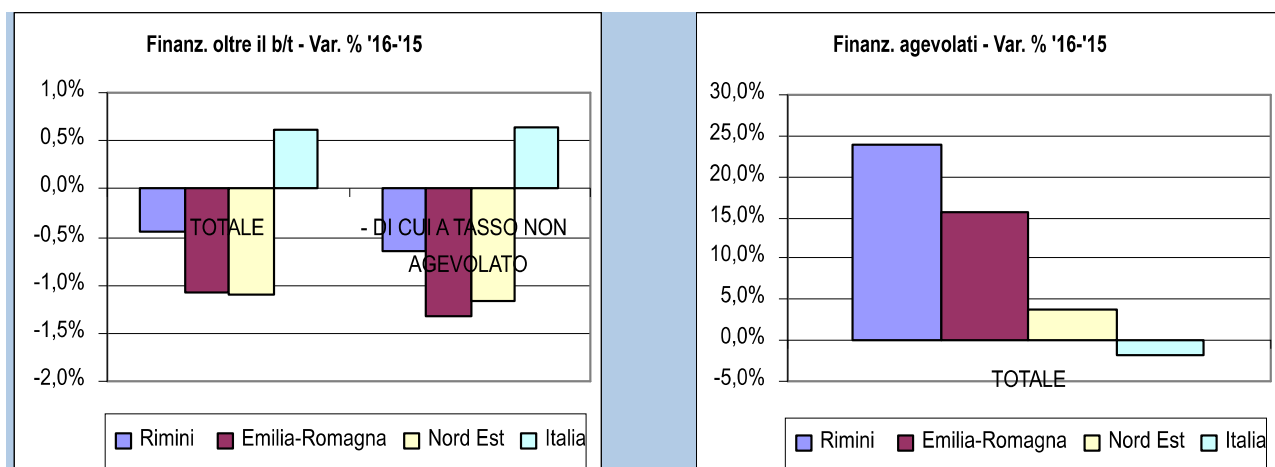 Finanz. oltre il b/t - Var. % '16-'15
1,0%
0,5%
0,0%
-0,5%
-1,0%
-1,5%
-2,0%
TOTALE
- DI CUI A TASSO NON
AGEVOLATO
Rimini Emilia-Romagna Nord Est Italia
Finanz. agevolati - Var. % '16-'15
30,0%
25,0%
20,0%
15,0%
10,0%
5,0%
0,0%
-5,0%
TOTALE
Rimini Emilia-Romagna Nord Est Italia